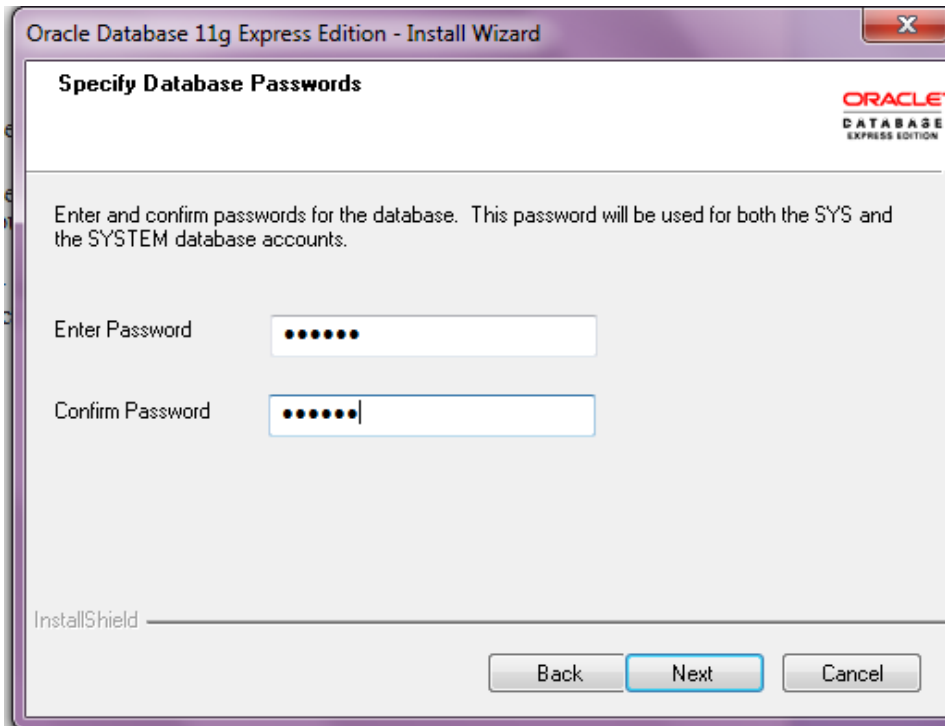 Oracle Database 11g Express Edition - Install Wizard
X
Specify Database Passwords
ORACLE
DATABASE
EXPRESS EDITION
Enter and confirm passwords for the database. This password will be used for both the SYS and
the SYSTEM database accounts.
Enter Password ••••••
Confirm Password ••••••
InstallShield
Back Next Cancel